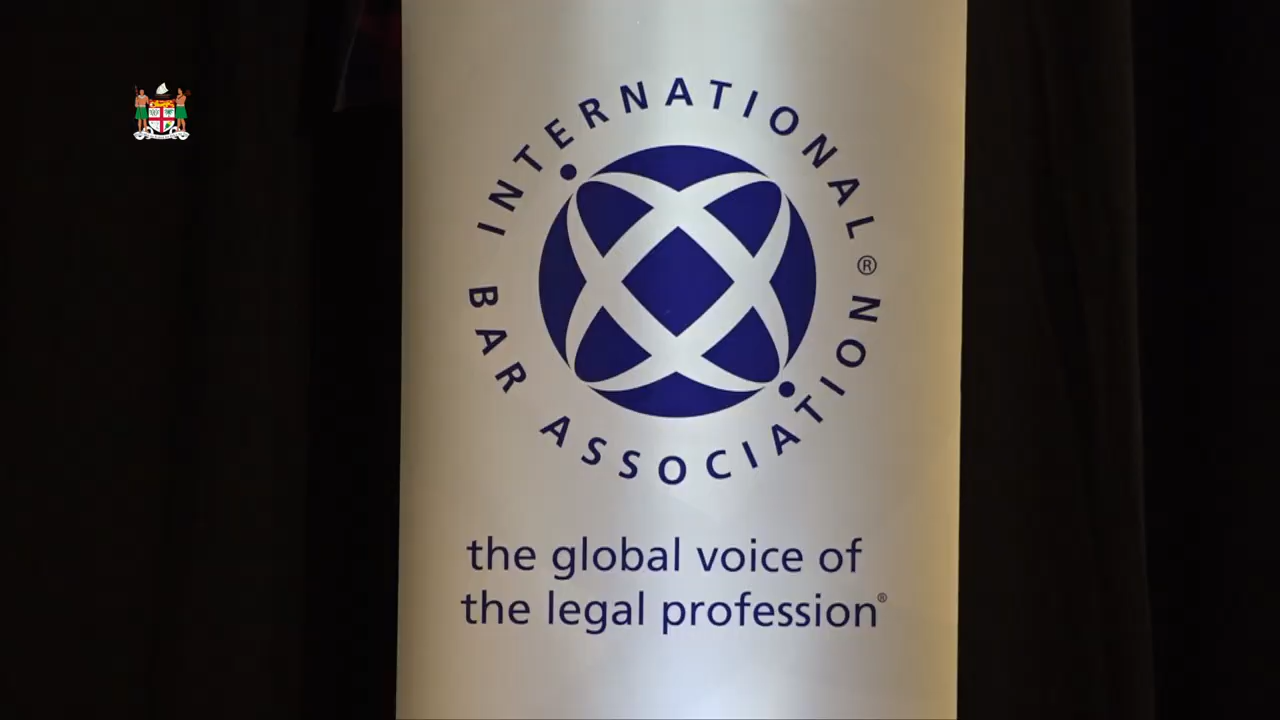 INTERNATIONAL®
BAR ASSOCIATION
the global voice of
the legal profession®